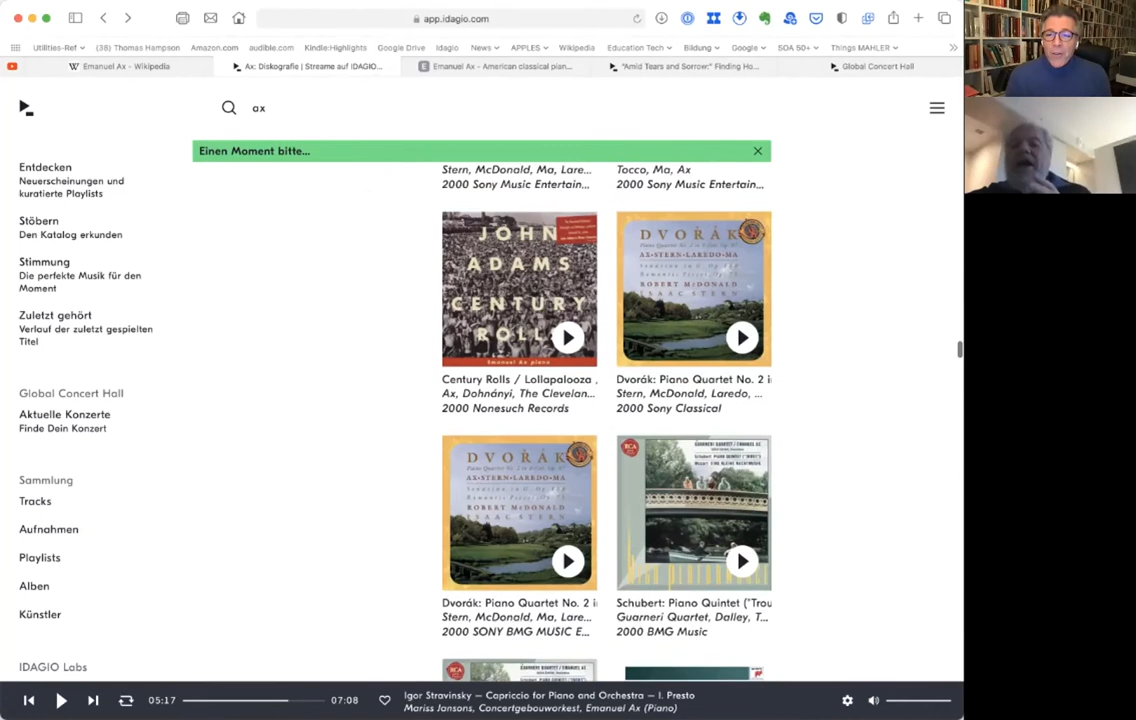 app.idagio.com
Utilities-Ref
(38) Thomas Hampson
Amazon.com
audible.com
Kindle:Highlights
Google Drive
Idagio
News
APPLES
Wikipedia
Education Tech
Bildung
Google
SOA 50+
Things MAHLER
Emanuel Ax - Wikipedia
Ax: Diskografie | Streame auf IDAGIO...
Emanuel Ax - American classical pian...
"Amid Tears and Sorrow:" Finding Ho...
Global Concert Hall
ax
Einen Moment bitte...
Entdecken
Neuerscheinungen und
kuratierte Playlists
Stöbern
Den Katalog erkunden
Stimmung
Die perfekte Musik für den
Moment
Zuletzt gehört
Verlauf der zuletzt gespielten
Titel
Global Concert Hall
Aktuelle Konzerte
Finde Dein Konzert
Sammlung
Tracks
Aufnahmen
Playlists
Alben
Künstler
IDAGIO Labs
Stern, McDonald, Ma, Lare...
2000 Sony Music Entertain...
Tocco, Ma, Ax
2000 Sony Music Entertain...
JOHN
ADAMS
CENTURY
ROLLS
Emanuel Ax piano
Century Rolls / Lollapalooza
Ax, Dohnányi, The Clevelan...
2000 Nonesuch Records
DVOŘÁK
AX·STERN·LAREDO·MA
ROBERT McDONALD
ISAAC STERN
Dvořák: Piano Quartet No. 2 i
Stern, McDonald, Laredo, ...
2000 Sony Classical
DVOŘÁK
AX·STERN·LAREDO·MA
ROBERT McDONALD
ISAAC STERN
Dvořák: Piano Quartet No. 2 i
Stern, McDonald, Ma, Lare...
2000 SONY BMG MUSIC E...
RCA
GUARNERI QUARTET / EMANUEL AX
Schubert: Piano Quintet ("Trou
Guarneri Quartet, Dalley, T...
2000 BMG Music
RCA
05:17
07:08
Igor Stravinsky – Capriccio for Piano and Orchestra – I. Presto
Mariss Jansons, Concertgebouworkest, Emanuel Ax (Piano)